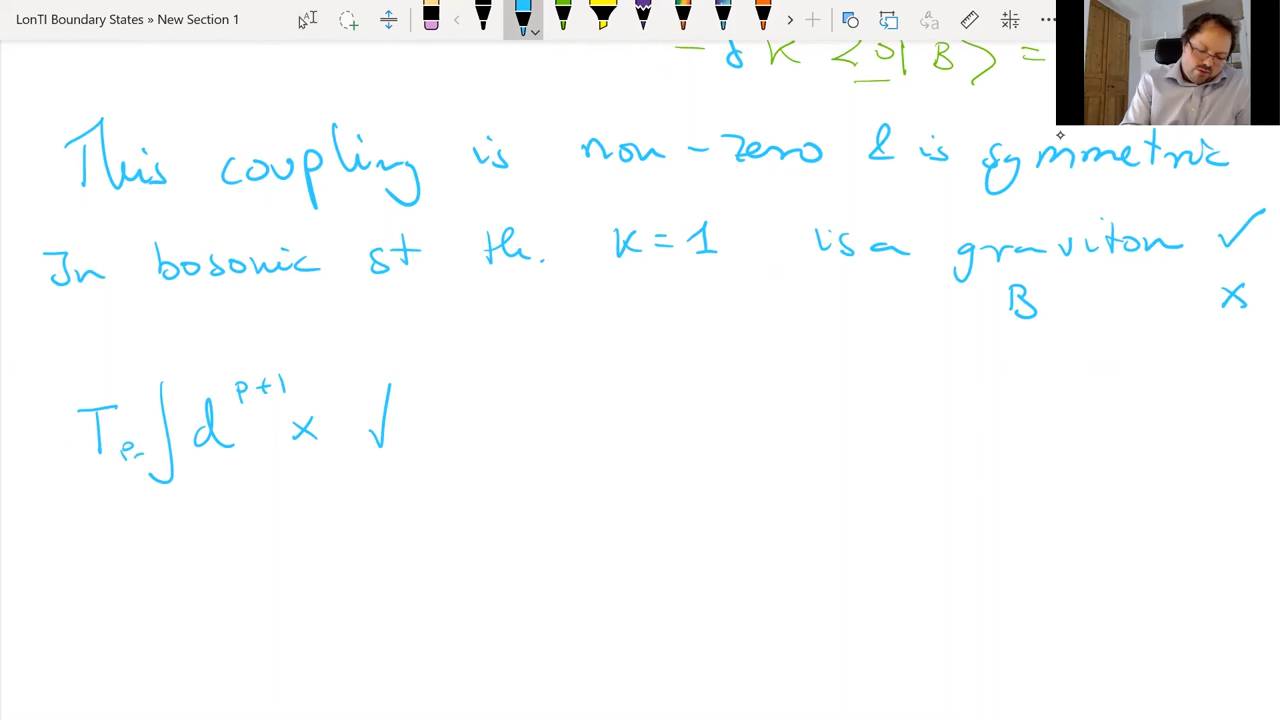 LonTI Boundary States » New Section 1
- δ K <0| B > =
This coupling is non-zero & is symmetric
In bosonic st th. K=1 is a graviton ✓
B x
T ∫ d^{p+1} x √